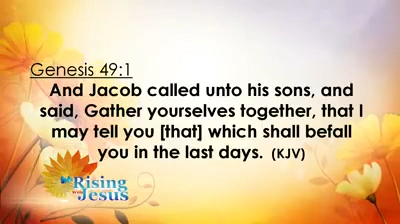 Genesis 49:1
And Jacob called unto his sons, and
said, Gather yourselves together, that I
may tell you [that] which shall befall
you in the last days. (KJV)
Rising
With
Jesus